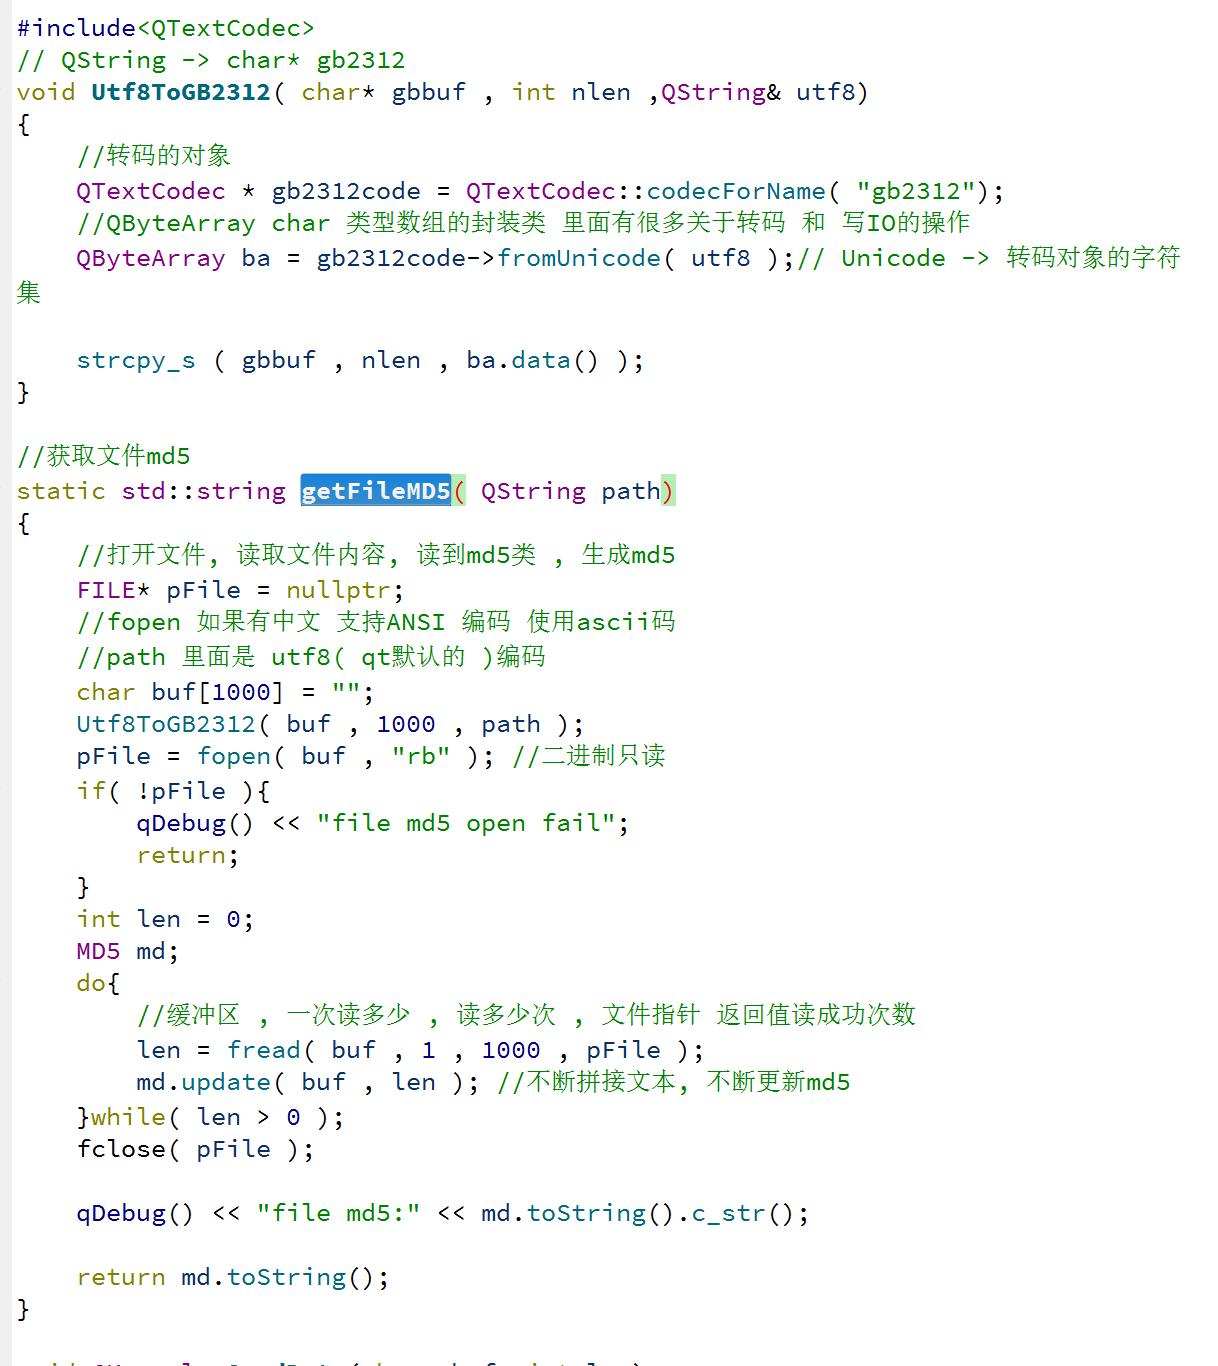 #include<QTextCodec>
// QString -> char* gb2312
void Utf8ToGB2312( char* gbbuf , int nlen ,QString& utf8)
{
    //转码的对象
    QTextCodec * gb2312code = QTextCodec::codecForName( "gb2312");
    //QByteArray char 类型数组的封装类 里面有很多关于转码 和 写IO的操作
    QByteArray ba = gb2312code->fromUnicode( utf8 );// Unicode -> 转码对象的字符
集
    strcpy_s ( gbbuf , nlen , ba.data() );
}
//获取文件md5
static std::string getFileMD5( QString path)
{
    //打开文件, 读取文件内容, 读到md5类 , 生成md5
    FILE* pFile = nullptr;
    //fopen 如果有中文 支持ANSI 编码 使用ascii码
    //path 里面是 utf8( qt默认的 )编码
    char buf[1000] = "";
    Utf8ToGB2312( buf , 1000 , path );
    pFile = fopen( buf , "rb" ); //二进制只读
    if( !pFile ){
        qDebug() << "file md5 open fail";
        return;
    }
    int len = 0;
    MD5 md;
    do{
        //缓冲区 , 一次读多少 , 读多少次 , 文件指针 返回值读成功次数
        len = fread( buf , 1 , 1000 , pFile );
        md.update( buf , len ); //不断拼接文本, 不断更新md5
    }while( len > 0 );
    fclose( pFile );
    qDebug() << "file md5:" << md.toString().c_str();
    return md.toString();
}